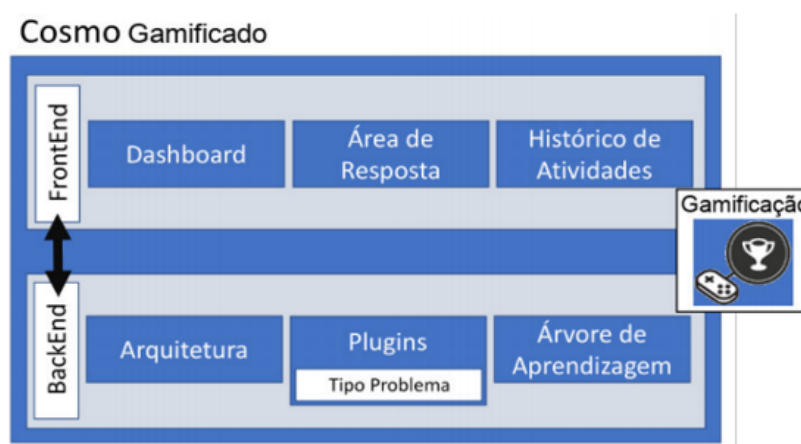 Cosmo Gamificado
FrontEnd
Dashboard
Área de
Resposta
Histórico de
Atividades
Gamificação
BackEnd
Arquitetura
Plugins
Tipo Problema
Árvore de
Aprendizagem